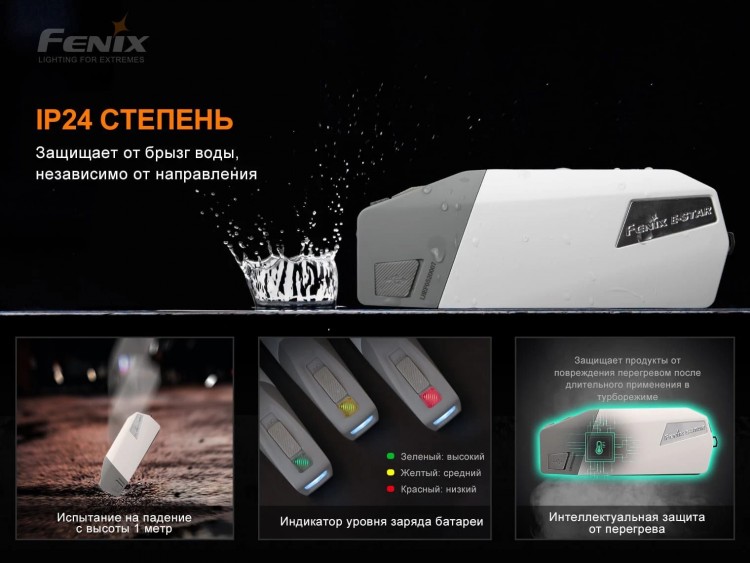 FENIX
LIGHTING FOR EXTREMES
IP24 СТЕПЕНЬ
Защищает от брызг воды,
независимо от направления
FENIX E-STAR
Испытание на падение
с высоты 1 метр
Зеленый: высокий
Желтый: средний
Красный: низкий
Индикатор уровня заряда батареи
Защищает продукты от
повреждения перегревом после
длительного применения в
турборежиме
Интеллектуальная защита
от перегрева